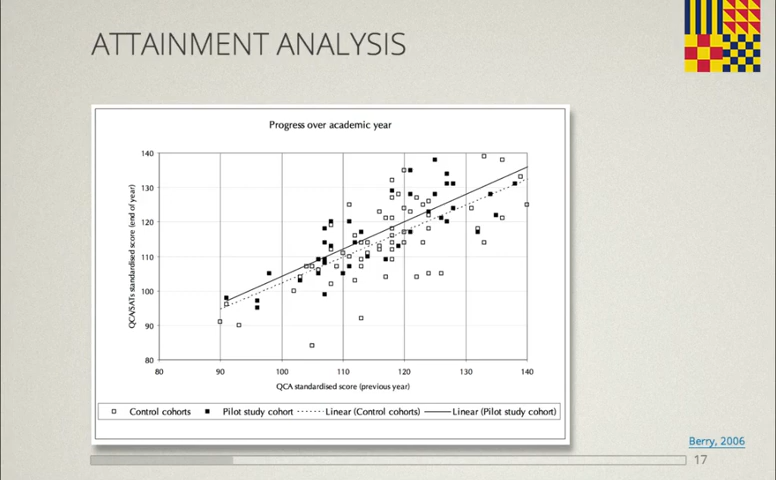 ATTAINMENT ANALYSIS
Progress over academic year
QCA/SATs standardised score (end of year)
140
130
120
110
100
90
80
80 90 100 110 120 130 140
QCA standardised score (previous year)
Control cohorts Pilot study cohort Linear (Control cohorts) Linear (Pilot study cohort)
Berry, 2006
17